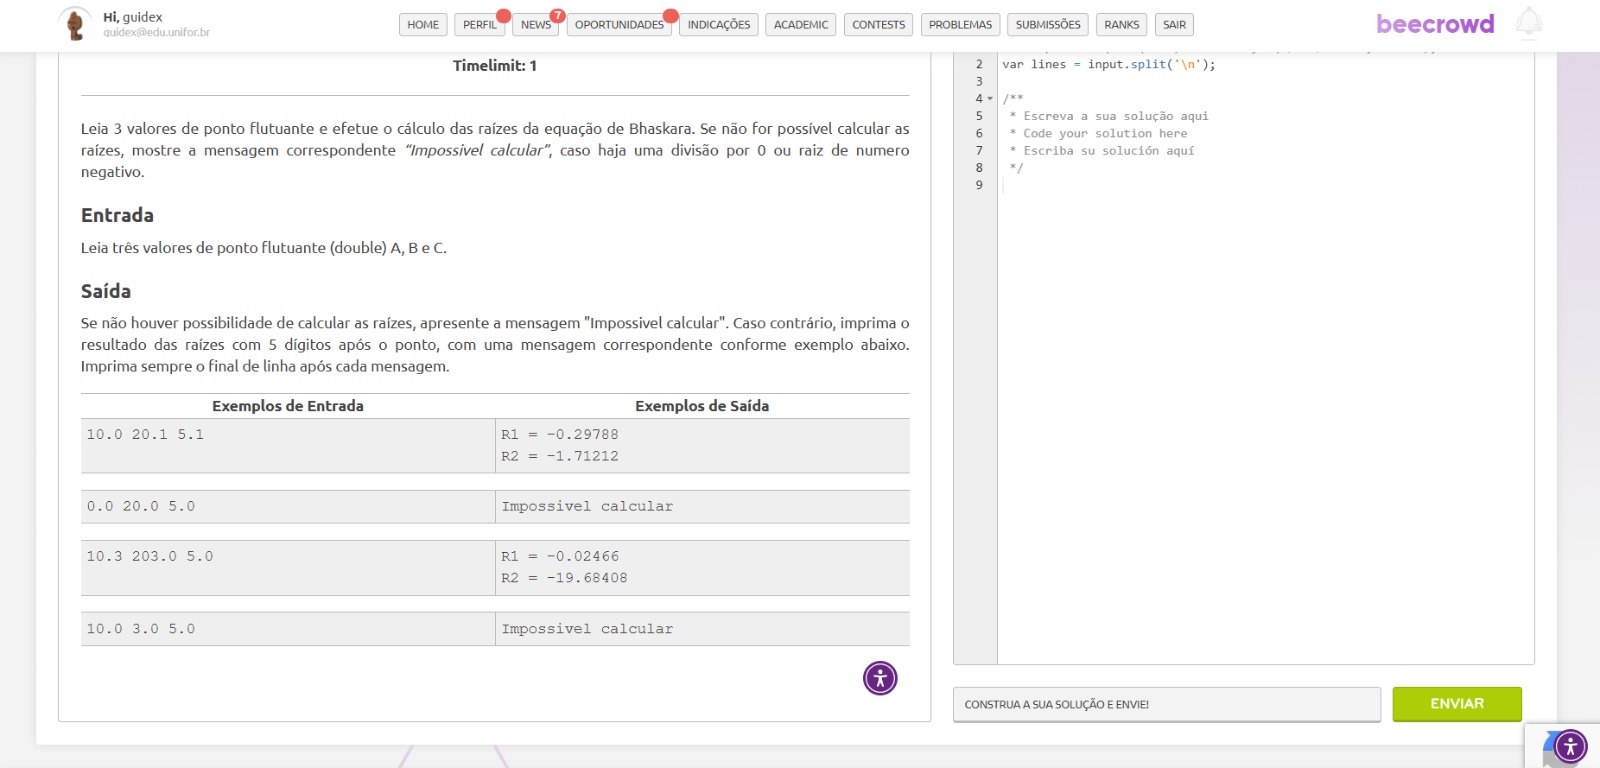 Hi, guidex
guidex@edu.unifor.br
HOME PERFIL NEWS 7 OPORTUNIDADES INDICAÇÕES ACADEMIC CONTESTS PROBLEMAS SUBMISSÕES RANKS SAIR
beecrowd
Timelimit: 1
Leia 3 valores de ponto flutuante e efetue o cálculo das raízes da equação de Bhaskara. Se não for possível calcular as
raízes, mostre a mensagem correspondente “Impossivel calcular”, caso haja uma divisão por 0 ou raiz de numero
negativo.
Entrada
Leia três valores de ponto flutuante (double) A, B e C.
Saída
Se não houver possibilidade de calcular as raízes, apresente a mensagem "Impossivel calcular". Caso contrário, imprima o
resultado das raízes com 5 dígitos após o ponto, com uma mensagem correspondente conforme exemplo abaixo.
Imprima sempre o final de linha após cada mensagem.
Exemplos de Entrada Exemplos de Saída
10.0 20.1 5.1 R1 = -0.29788
R2 = -1.71212
0.0 20.0 5.0 Impossivel calcular
10.3 203.0 5.0 R1 = -0.02466
R2 = -19.68408
10.0 3.0 5.0 Impossivel calcular
2 var lines = input.split('\n');
3
4 /**
5 * Escreva a sua solução aqui
6 * Code your solution here
7 * Escriba su solución aquí
8 */
9
CONSTRUA A SUA SOLUÇÃO E ENVIE!
ENVIAR